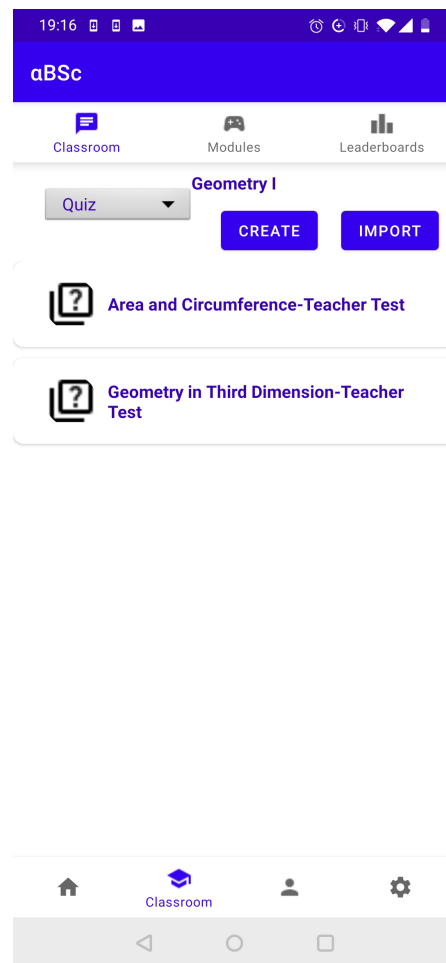 19:16
αBSc
Classroom
Modules
Leaderboards
Geometry I
Quiz
CREATE
IMPORT
Area and Circumference-Teacher Test
Geometry in Third Dimension-Teacher
Test
Classroom